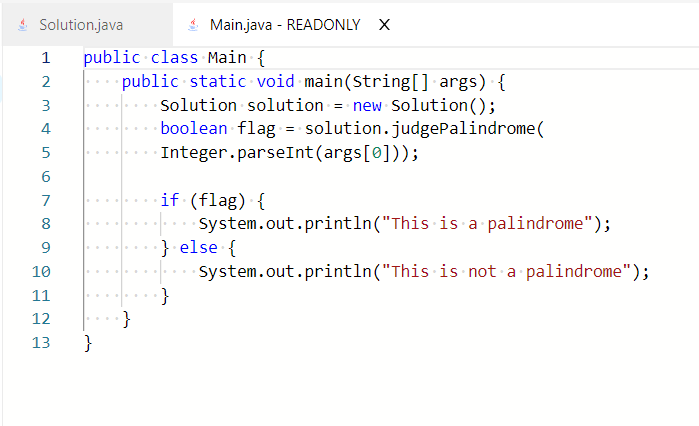 Solution.java Main.java - READONLY X
1 public class Main {
2 public static void main(String[] args) {
3 Solution solution = new Solution();
4 boolean flag = solution.judgePalindrome(
5 Integer.parseInt(args[0]));
6
7 if (flag) {
8 System.out.println("This is a palindrome");
9 } else {
10 System.out.println("This is not a palindrome");
11 }
12 }
13 }